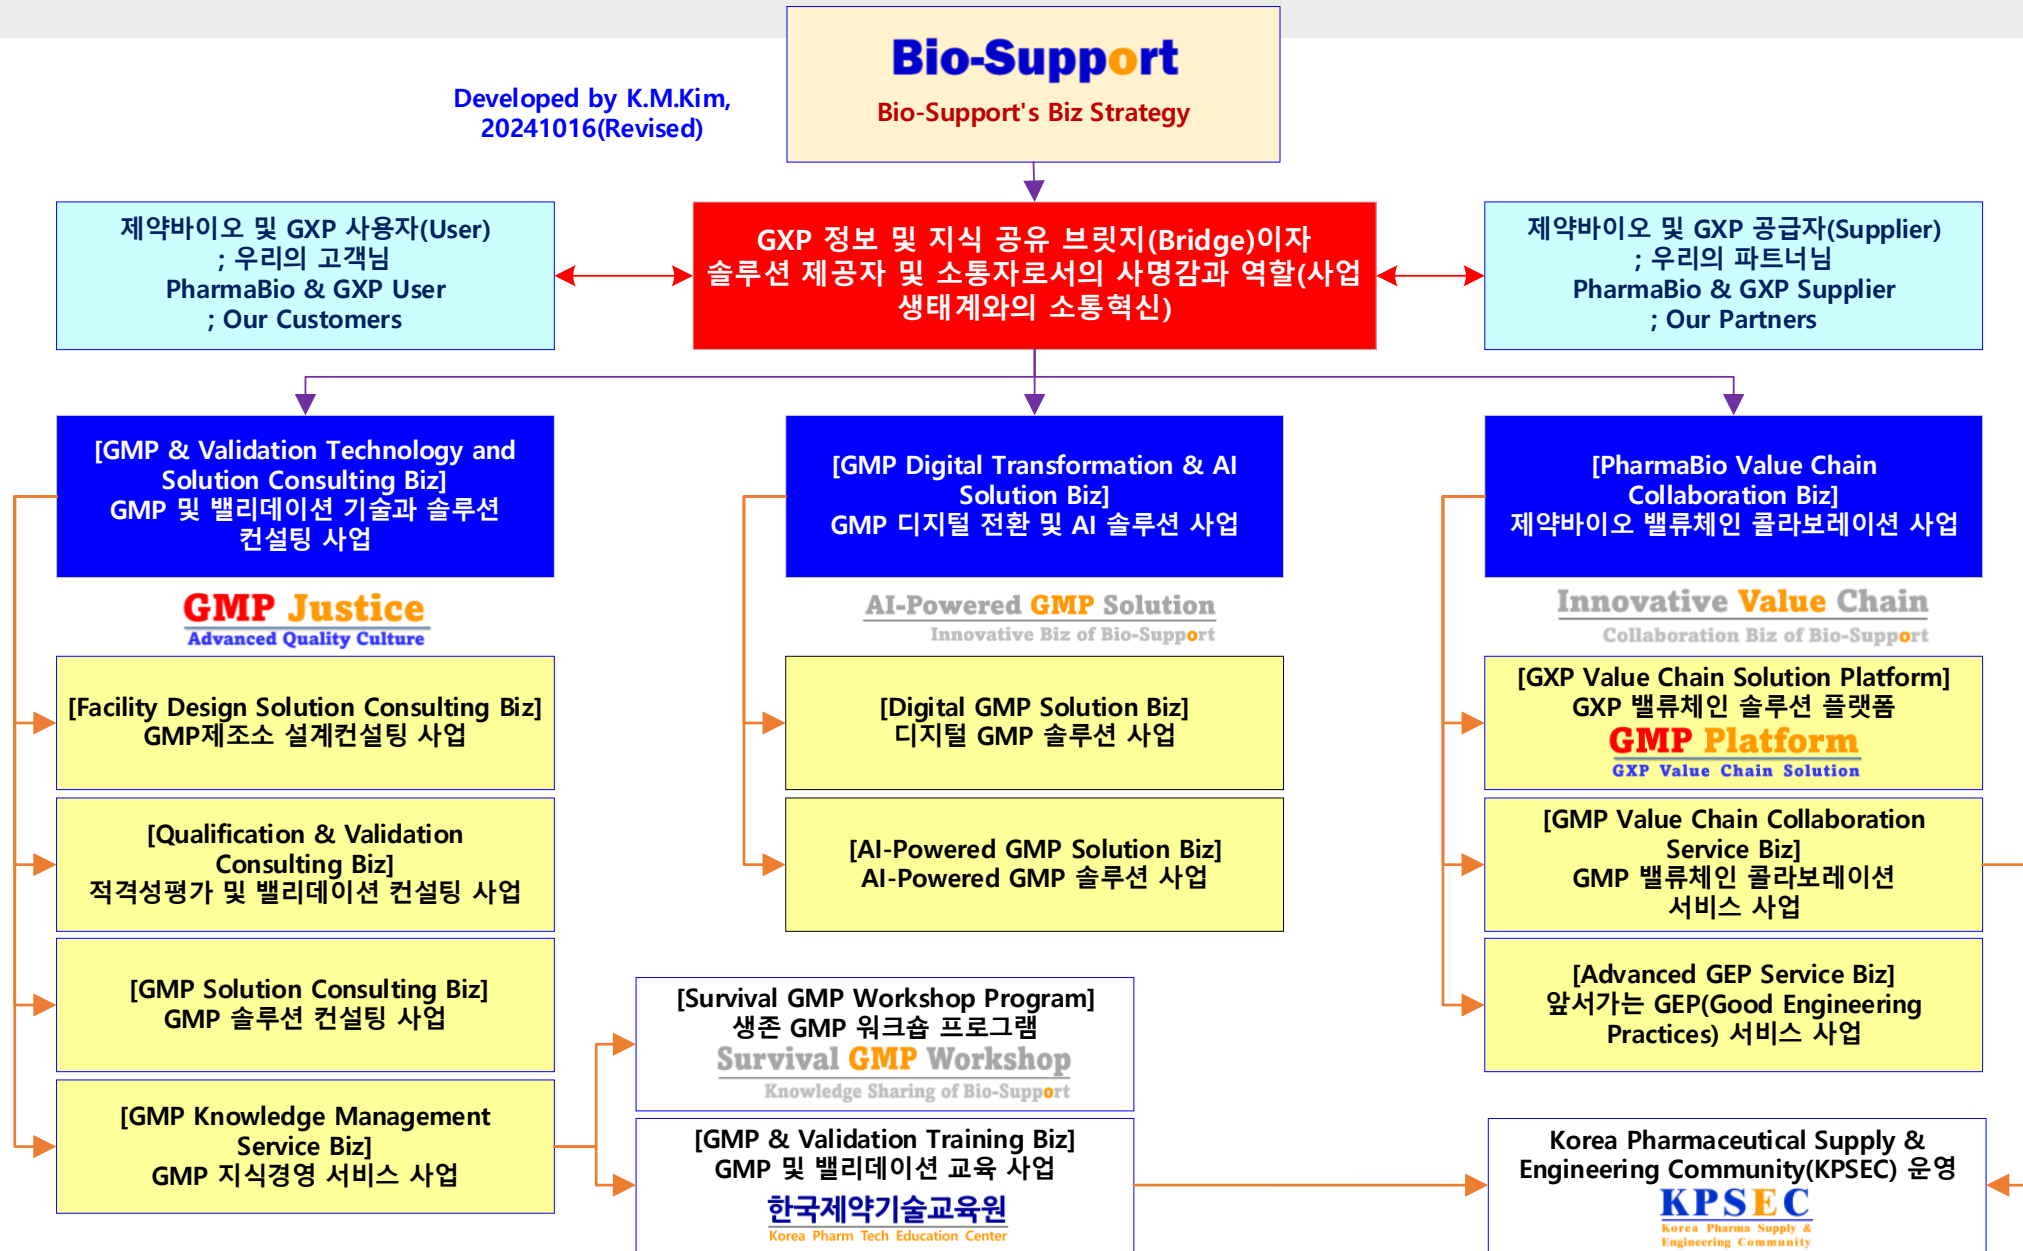 Bio-Support
Bio-Support's Biz Strategy
Developed by K.M.Kim,
20241016(Revised)
제약바이오 및 GXP 사용자(User)
; 우리의 고객님
PharmaBio & GXP User
; Our Customers
GXP 정보 및 지식 공유 브릿지(Bridge)이자
솔루션 제공자 및 소통자로서의 사명감과 역할(사업
생태계와의 소통혁신)
제약바이오 및 GXP 공급자(Supplier)
; 우리의 파트너님
PharmaBio & GXP Supplier
; Our Partners
[GMP & Validation Technology and
Solution Consulting Biz]
GMP 및 밸리데이션 기술과 솔루션
컨설팅 사업
GMP Justice
Advanced Quality Culture
[Facility Design Solution Consulting Biz]
GMP제조소 설계컨설팅 사업
[Qualification & Validation
Consulting Biz]
적격성평가 및 밸리데이션 컨설팅 사업
[GMP Solution Consulting Biz]
GMP 솔루션 컨설팅 사업
[GMP Knowledge Management
Service Biz]
GMP 지식경영 서비스 사업
[GMP Digital Transformation & AI
Solution Biz]
GMP 디지털 전환 및 AI 솔루션 사업
AI-Powered GMP Solution
Innovative Biz of Bio-Support
[Digital GMP Solution Biz]
디지털 GMP 솔루션 사업
[AI-Powered GMP Solution Biz]
AI-Powered GMP 솔루션 사업
[Survival GMP Workshop Program]
생존 GMP 워크숍 프로그램
Survival GMP Workshop
Knowledge Sharing of Bio-Support
[GMP & Validation Training Biz]
GMP 및 밸리데이션 교육 사업
한국제약기술교육원
Korea Pharm Tech Education Center
[PharmaBio Value Chain
Collaboration Biz]
제약바이오 밸류체인 콜라보레이션 사업
Innovative Value Chain
Collaboration Biz of Bio-Support
[GXP Value Chain Solution Platform]
GXP 밸류체인 솔루션 플랫폼
GMP Platform
GXP Value Chain Solution
[GMP Value Chain Collaboration
Service Biz]
GMP 밸류체인 콜라보레이션
서비스 사업
[Advanced GEP Service Biz]
앞서가는 GEP(Good Engineering
Practices) 서비스 사업
Korea Pharmaceutical Supply &
Engineering Community(KPSEC) 운영
KPSEC
Korea Pharma Supply &
Engineering Community